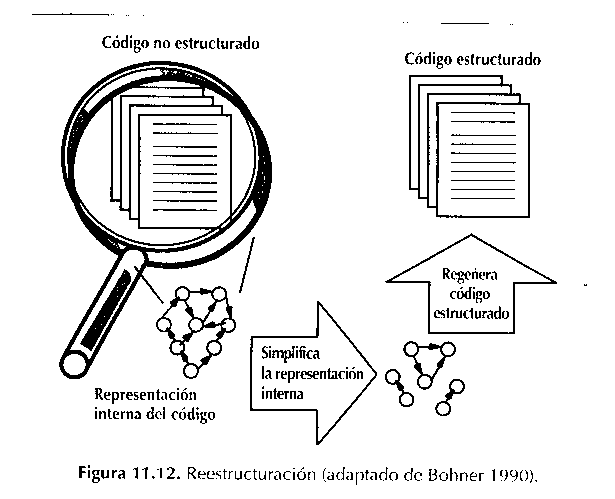 Código no estructurado
Código estructurado
Regenera
código
estructurado
Simplifica
la representación
interna
Representación
interna del código
Figura 11.12. Reestructuración (adaptado de Bohner 1990).